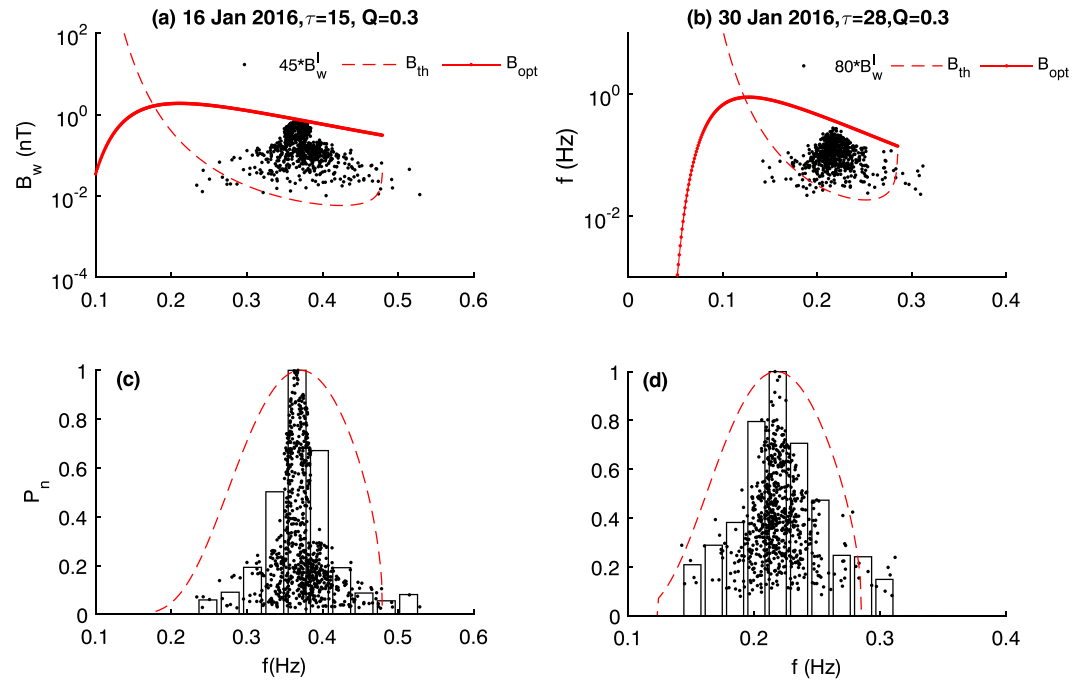 (a) 16 Jan 2016,τ=15, Q=0.3
45*B_w^I B_th B_opt
B_w (nT)
10^2
10^0
10^-2
10^-4
0.1 0.2 0.3 0.4 0.5 0.6
(b) 30 Jan 2016,τ=28,Q=0.3
80*B_w^I B_th B_opt
f (Hz)
10^0
10^-2
0 0.1 0.2 0.3 0.4
(c)
P_n
1
0.8
0.6
0.4
0.2
0
0.1 0.2 0.3 0.4 0.5 0.6
f(Hz)
(d)
1
0.8
0.6
0.4
0.2
0
0.1 0.2 0.3 0.4
f (Hz)